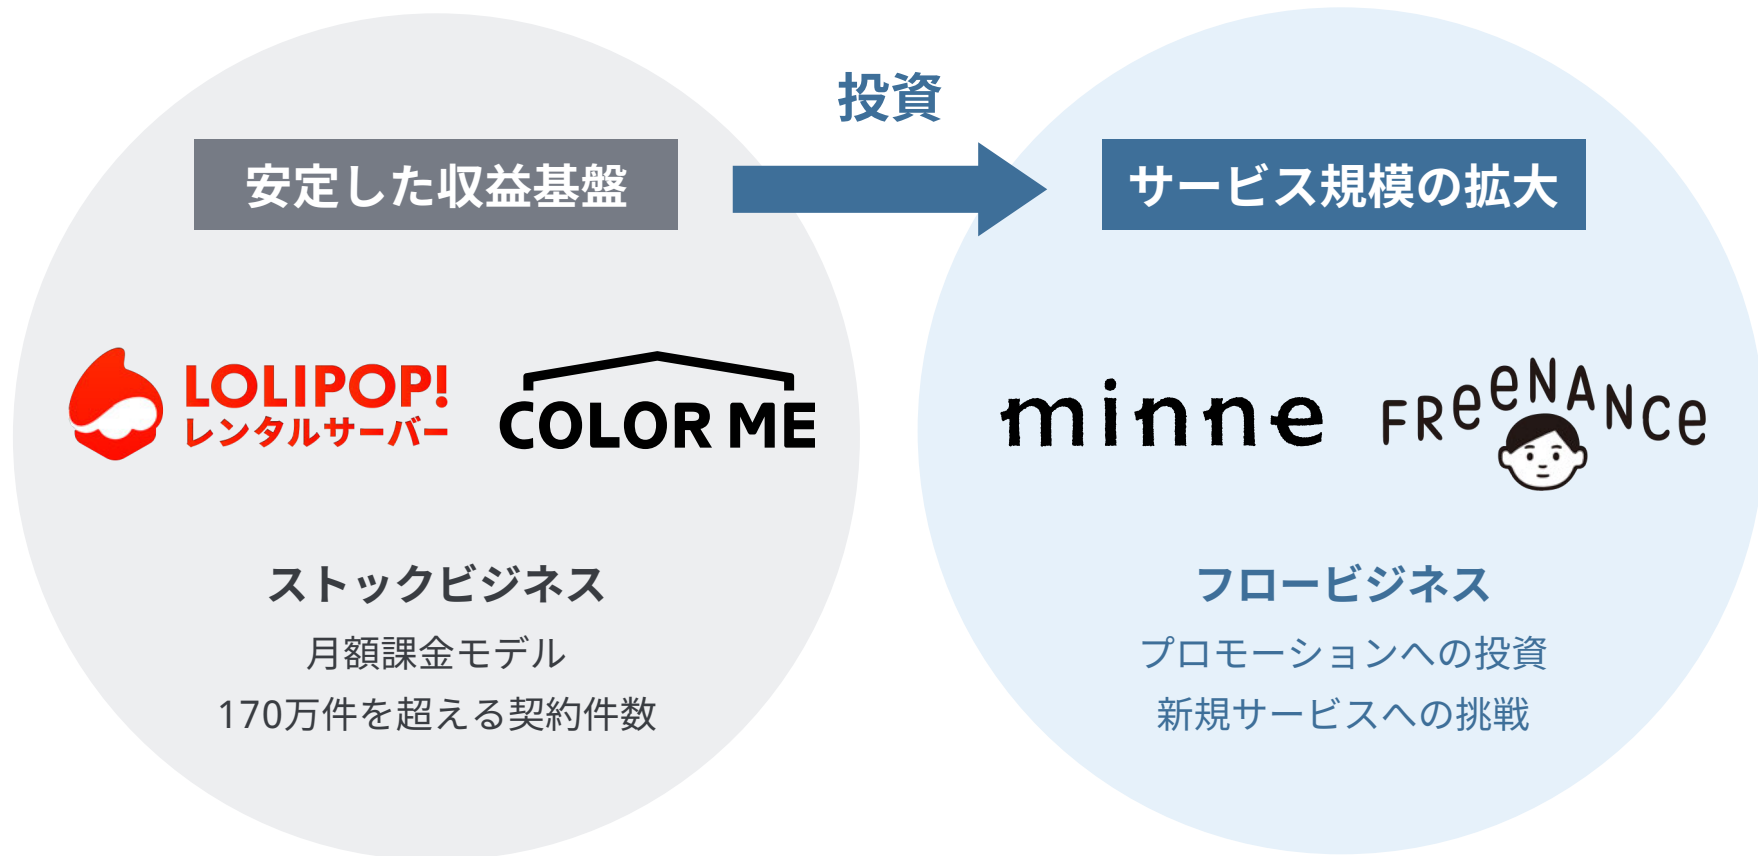 投資
安定した収益基盤
LOLIPOP!
レンタルサーバー
COLOR ME
ストックビジネス
月額課金モデル
170万件を超える契約件数
サービス規模の拡大
minne
FReeNANce
フロービジネス
プロモーションへの投資
新規サービスへの挑戦